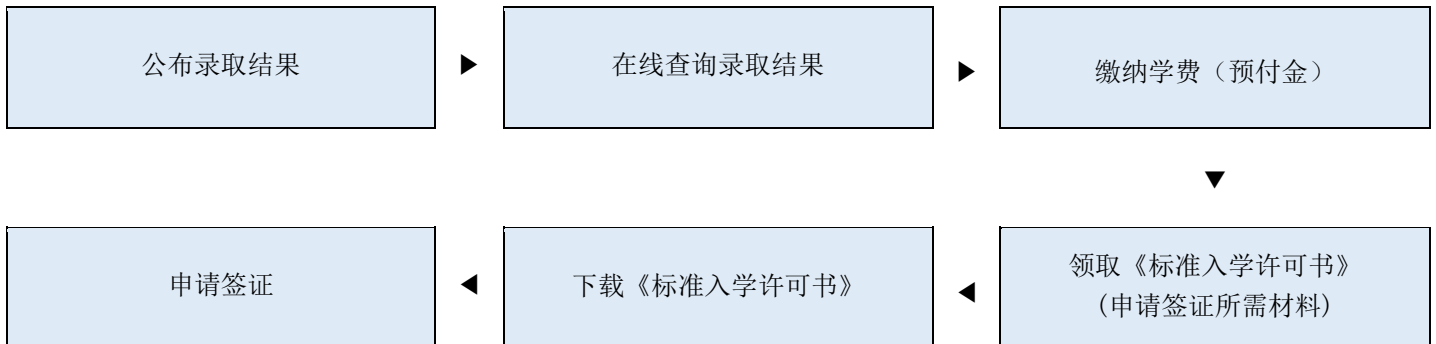 公布录取结果
▶
在线查询录取结果
▶
缴纳学费（预付金）
▼
领取《标准入学许可书》
(申请签证所需材料)
◀
下载《标准入学许可书》
◀
申请签证